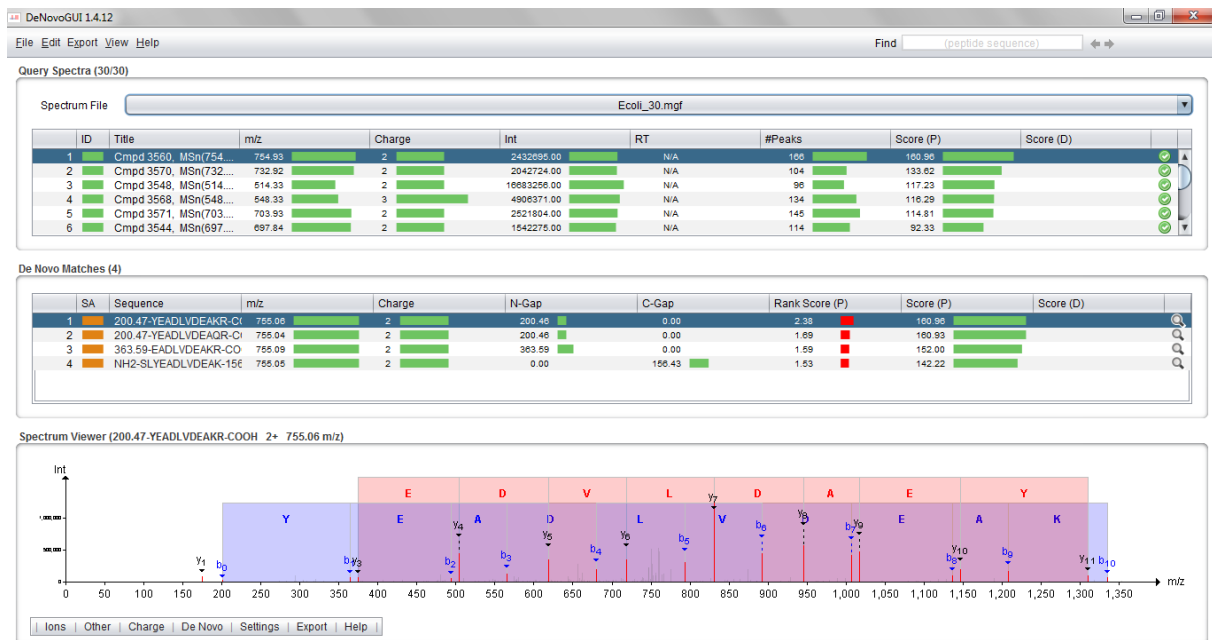 DeNovoGUI 1.4.12
File Edit Export View Help Find (peptide sequence)
Query Spectra (30/30)
Spectrum File Ecoli_30.mgf
ID Title m/z Charge Int RT #Peaks Score (P) Score (D)
1 Cmpd 3560, MSn(754.... 754.93 2 2432695.00 N/A 166 160.96
2 Cmpd 3570, MSn(732.... 732.92 2 2042724.00 N/A 104 133.62
3 Cmpd 3548, MSn(514.... 514.33 2 16683256.00 N/A 96 117.23
4 Cmpd 3568, MSn(548.... 548.33 3 4906371.00 N/A 134 116.29
5 Cmpd 3571, MSn(703.... 703.93 2 2521804.00 N/A 145 114.81
6 Cmpd 3544, MSn(697.... 697.84 2 1542275.00 N/A 114 92.33
De Novo Matches (4)
SA Sequence m/z Charge N-Gap C-Gap Rank Score (P) Score (P) Score (D)
1 200.47-YEADLVDEAKR-C( 755.06 2 200.46 0.00 2.38 160.96
2 200.47-YEADLVDEAQR-C( 755.04 2 200.46 0.00 1.69 160.93
3 363.59-EADLVDEAKR-CO 755.09 2 363.59 0.00 1.59 152.00
4 NH2-SLYEADLVDEAK-156 755.05 2 0.00 156.43 1.53 142.22
Spectrum Viewer (200.47-YEADLVDEAKR-COOH 2+ 755.06 m/z)
Int
E D V L D A E Y
y7
Y E A D L V D E A K
1,000,000
y4 b6 y8 b7 y9
y5 y6 b5
500,000
y1 b0 b1 y3 b2 b3 b4 b8 y10 b9 y11 b10
0
0 50 100 150 200 250 300 350 400 450 500 550 600 650 700 750 800 850 900 950 1,000 1,050 1,100 1,150 1,200 1,250 1,300 1,350
m/z
| Ions | Other | Charge | De Novo | Settings | Export | Help |